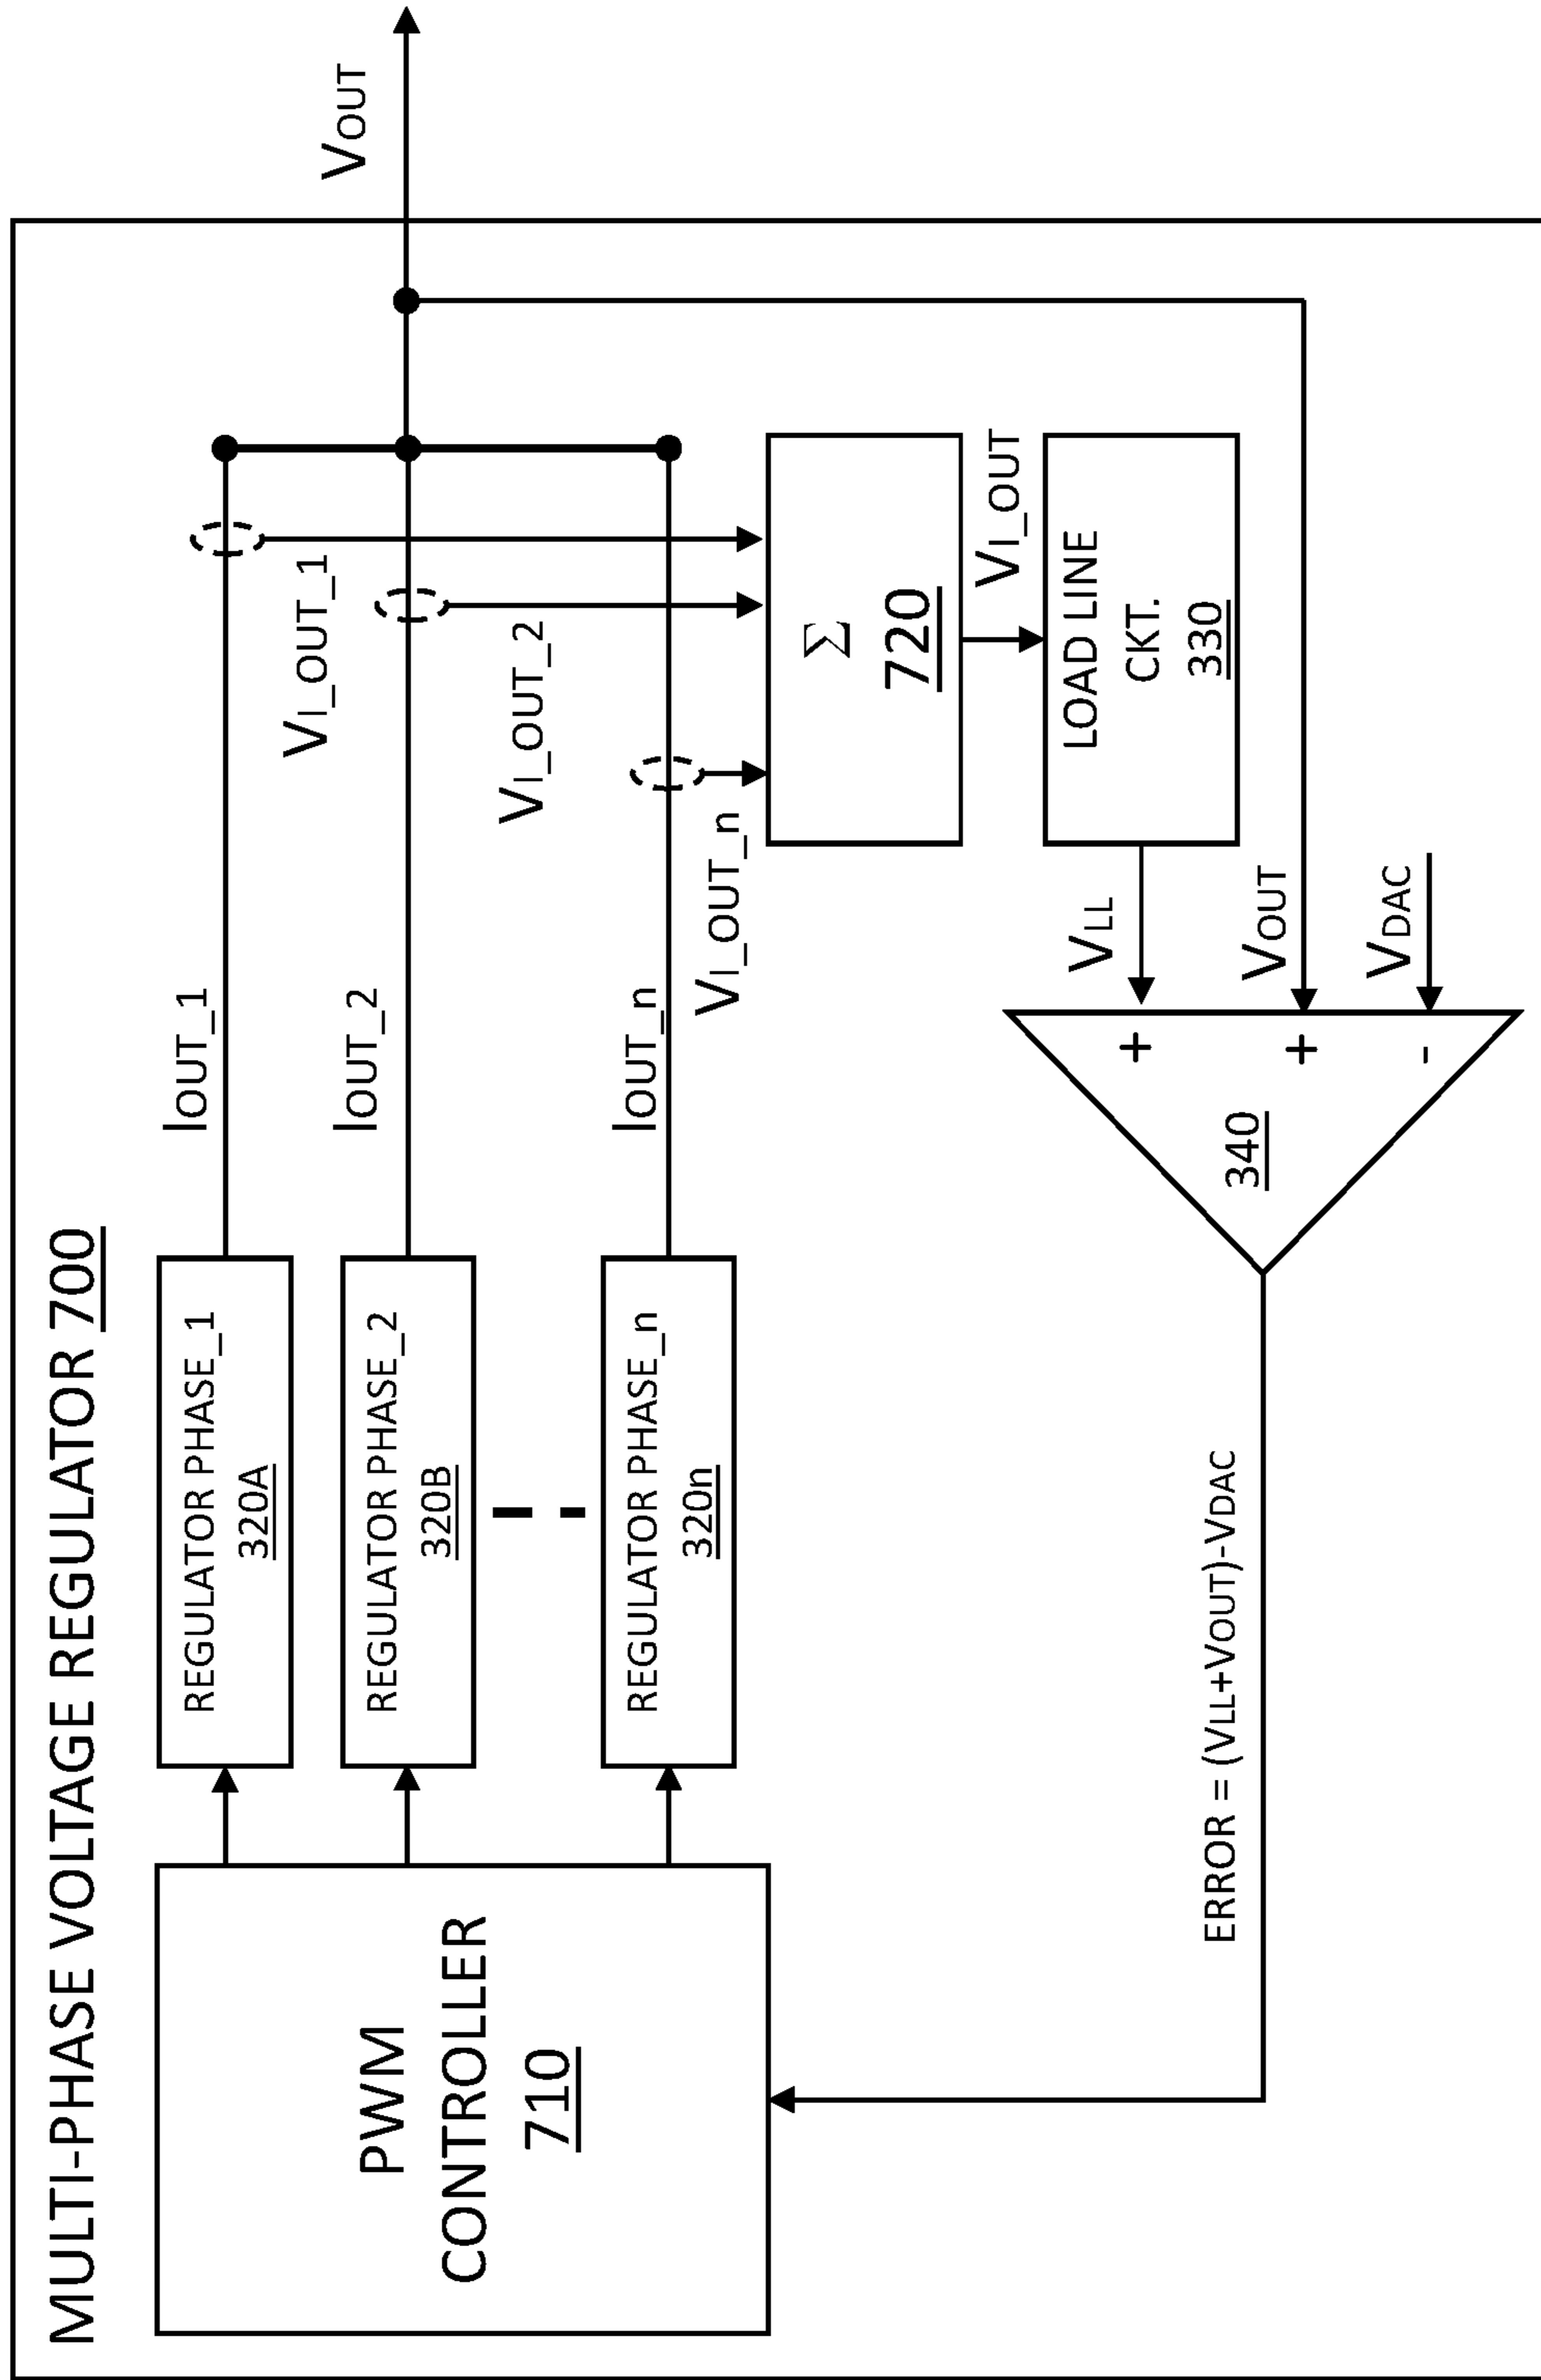 MULTI-PHASE VOLTAGE REGULATOR 700
PWM
CONTROLLER
710
REGULATOR PHASE_1
320A
REGULATOR PHASE_2
320B
REGULATOR PHASE_n
320n
IOUT_1
IOUT_2
IOUT_n
VI_OUT_1
VI_OUT_2
VI_OUT_n
VOUT
Σ
720
VI_OUT
LOAD LINE
CKT.
330
VLL
VOUT
VDAC
+
+
-
340
ERROR = (VLL+VOUT)-VDAC